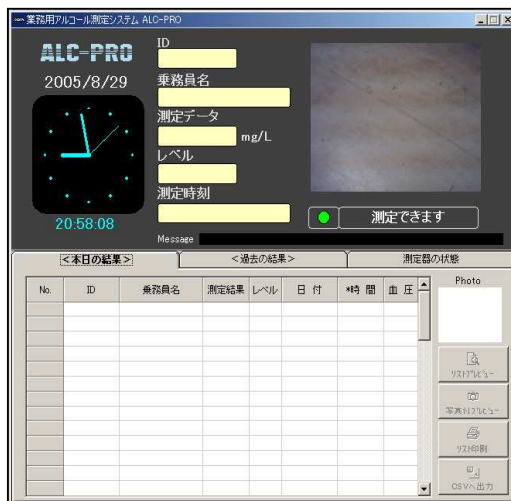 業務用アルコール測定システム ALC-PRO
ALC-PRO
2005/8/29
20:58:08
ID
乗務員名
測定データ
mg/L
レベル
測定時刻
測定できます
Message
<本日の結果>
<過去の結果>
測定器の状態
No.
ID
乗務員名
測定結果
レベル
日 付
*時 間
血 圧
Photo
リストプレビュー
写真付プレビュー
リスト印刷
CSVへ出力